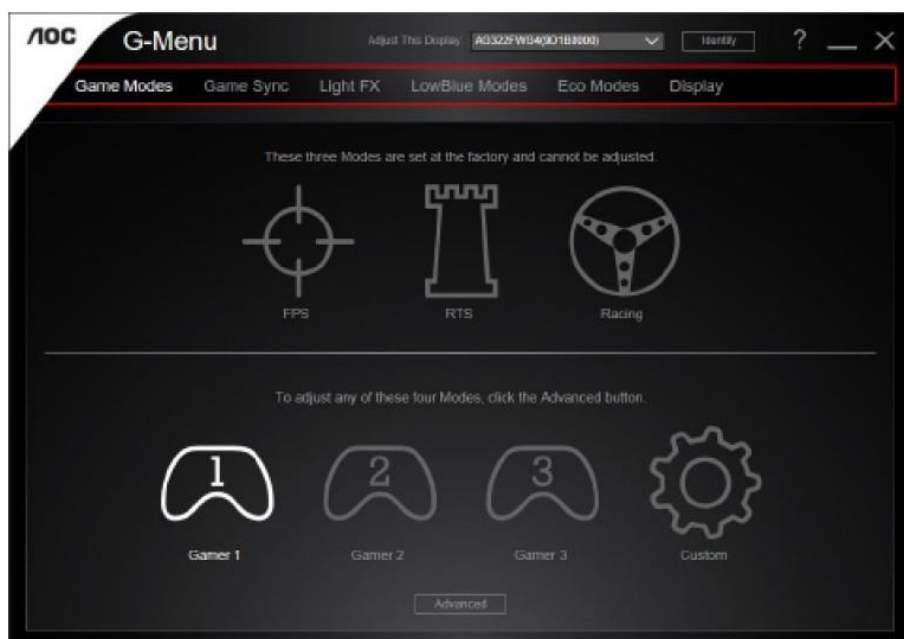 AOC G-Menu Adjust This Display: AG322FWG4(9O1B8000) Identify ?
Game Modes Game Sync Light FX LowBlue Modes Eco Modes Display
These three Modes are set at the factory and cannot be adjusted.
FPS RTS Racing
To adjust any of these four Modes, click the Advanced button.
1 2 3
Gamer 1 Gamer 2 Gamer 3 Custom
Advanced